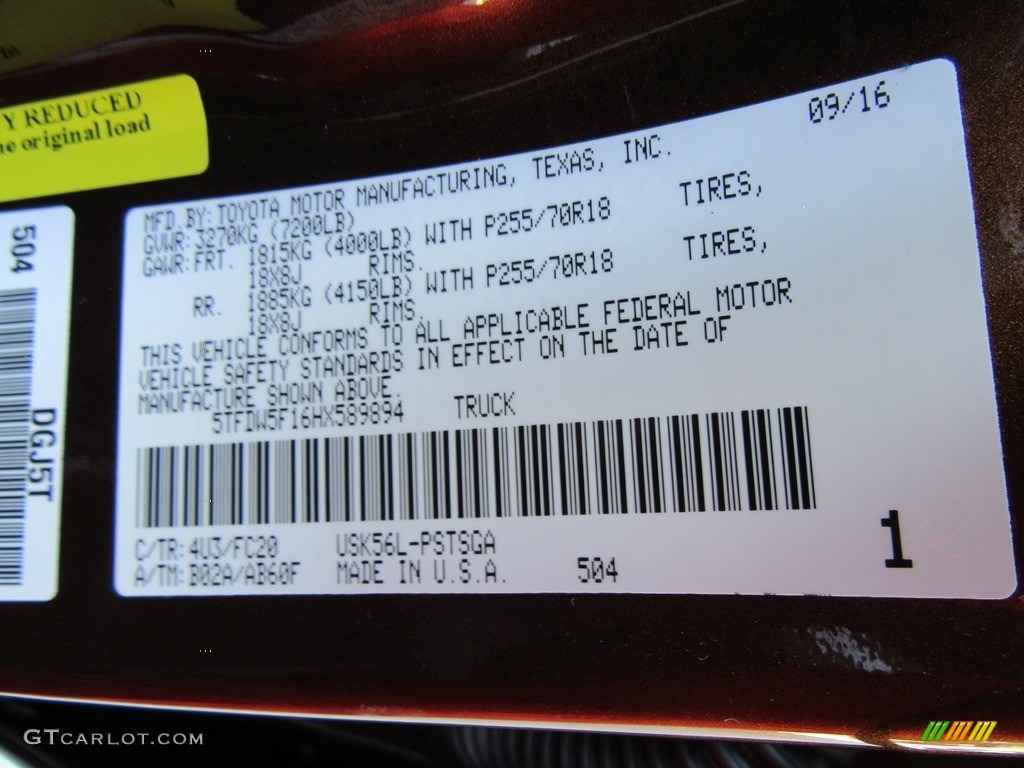 Y REDUCED
he original load
504
DGJ5T
09/16
MFD.BY: TOYOTA MOTOR MANUFACTURING, TEXAS, INC.
GVWR: 3270KG (7200LB)
GAWR: FRT. 1815KG (4000LB) WITH P255/70R18 TIRES,
18X8J RIMS.
RR. 1885KG (4150LB) WITH P255/70R18 TIRES,
18X8J RIMS.
THIS VEHICLE CONFORMS TO ALL APPLICABLE FEDERAL MOTOR
VEHICLE SAFETY STANDARDS IN EFFECT ON THE DATE OF
MANUFACTURE SHOWN ABOVE.
5TFDW5F16HX589894 TRUCK
C/TR: 4U3/FC20 USK56L-PSTSGA
A/TM: B02A/AB60F MADE IN U.S.A. 504
1
GTCARLOT.COM